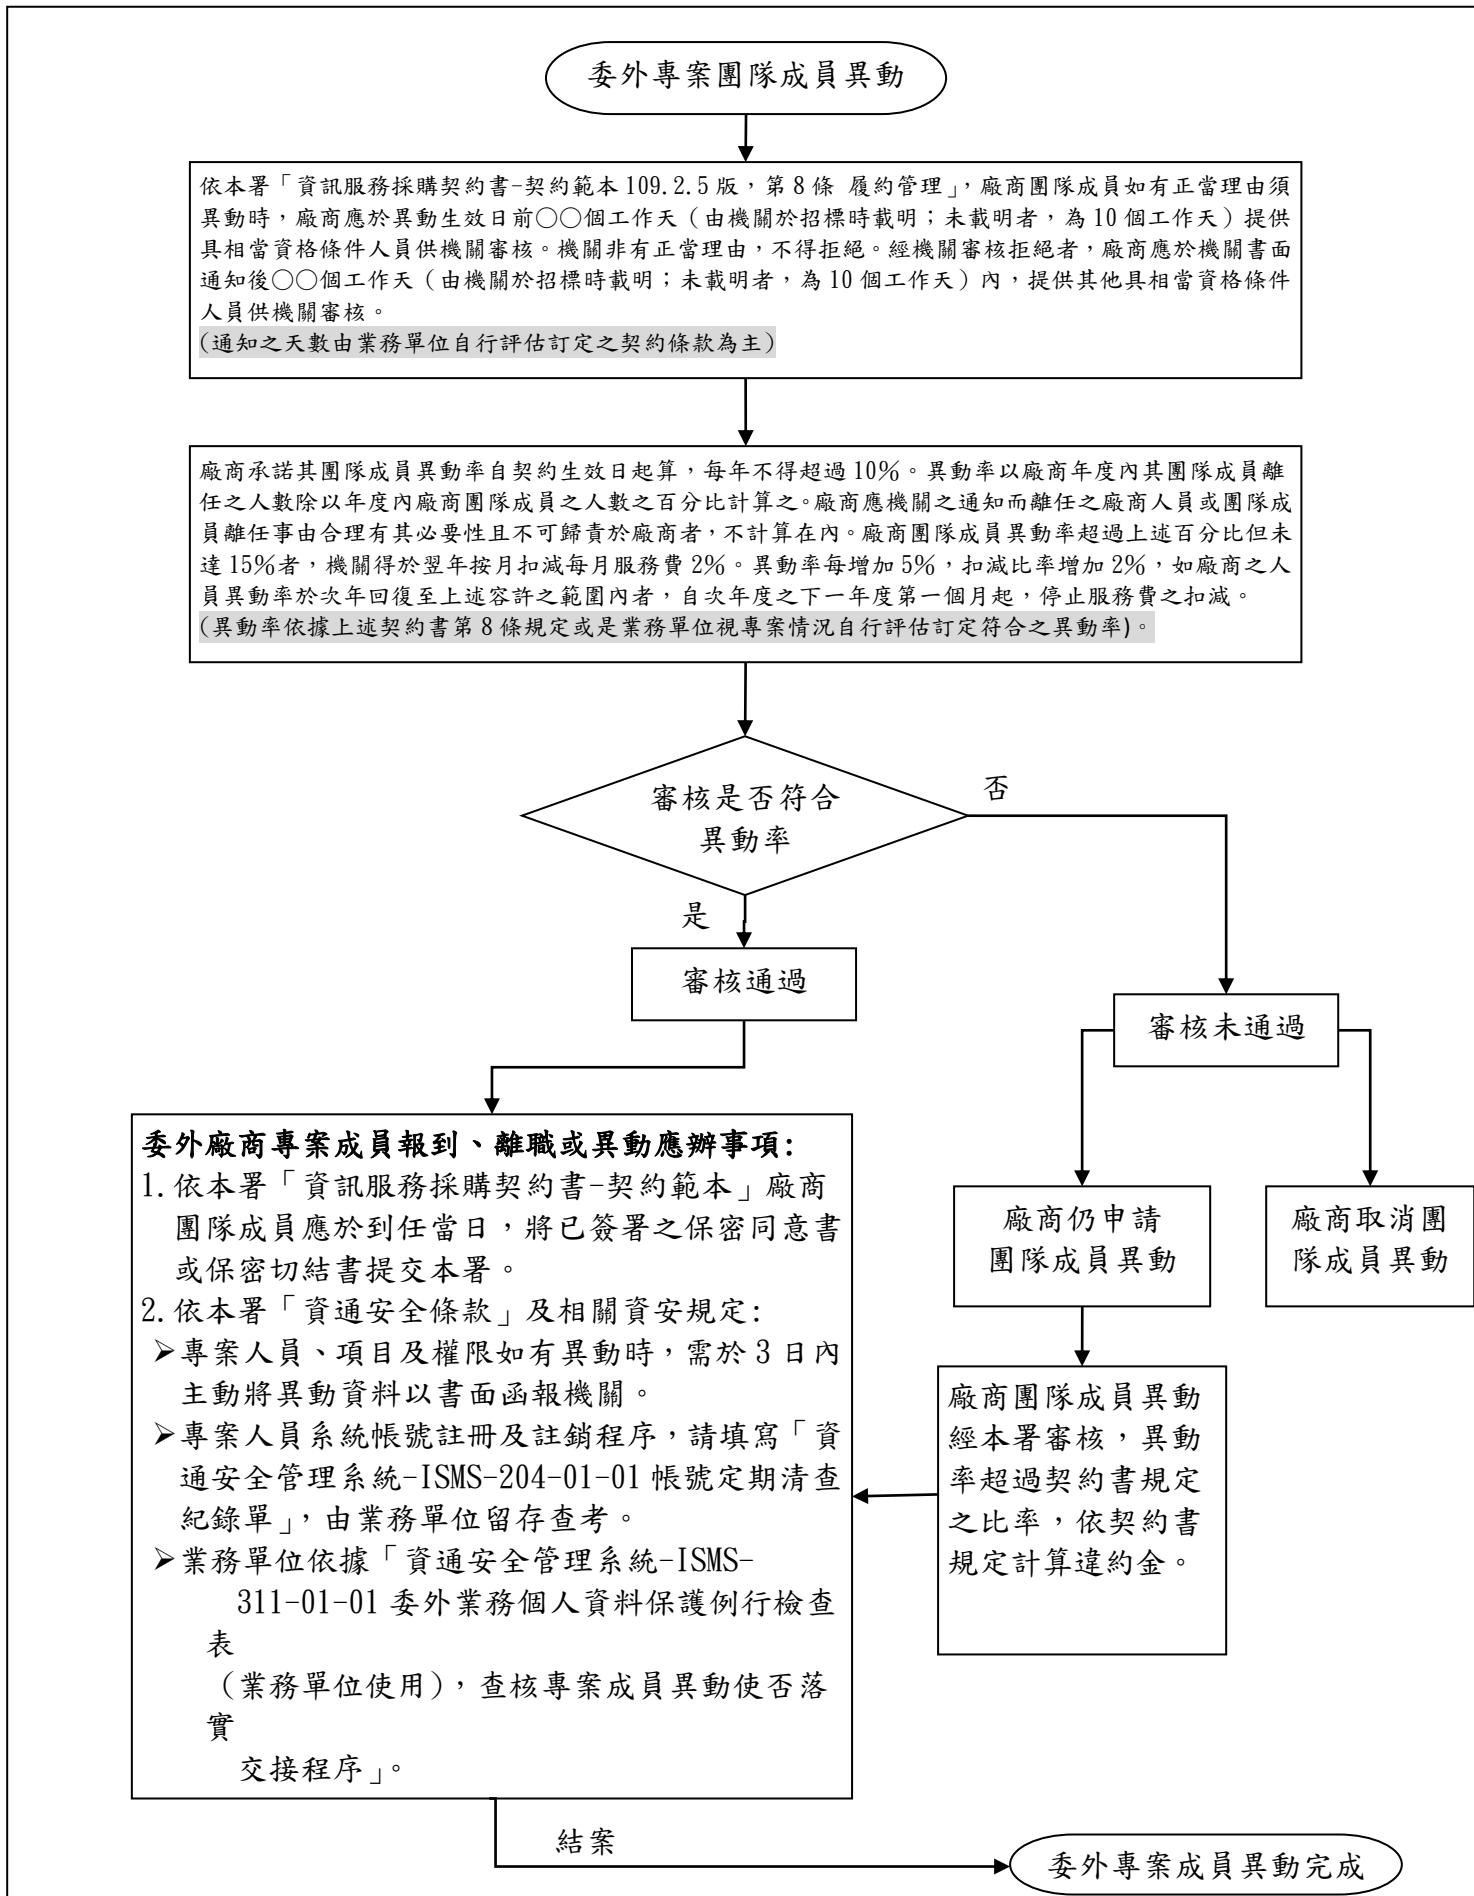 委外專案團隊成員異動
依本署「資訊服務採購契約書-契約範本 109.2.5 版，第 8 條 履約管理」，廠商團隊成員如有正當理由須
異動時，廠商應於異動生效日前○○個工作天（由機關於招標時載明；未載明者，為 10 個工作天）提供
具相當資格條件人員供機關審核。機關非有正當理由，不得拒絕。經機關審核拒絕者，廠商應於機關書面
通知後○○個工作天（由機關於招標時載明；未載明者，為 10 個工作天）內，提供其他具相當資格條件
人員供機關審核。
(通知之天數由業務單位自行評估訂定之契約條款為主)
廠商承諾其團隊成員異動率自契約生效日起算，每年不得超過 10%。異動率以廠商年度內其團隊成員離
任之人數除以年度內廠商團隊成員之人數之百分比計算之。廠商應機關之通知而離任之廠商人員或團隊成
員離任事由合理有其必要性且不可歸責於廠商者，不計算在內。廠商團隊成員異動率超過上述百分比但未
達 15%者，機關得於翌年按月扣減每月服務費 2%。異動率每增加 5%，扣減比率增加 2%，如廠商之人
員異動率於次年回復至上述容許之範圍內者，自次年度之下一年度第一個月起，停止服務費之扣減。
(異動率依據上述契約書第 8 條規定或是業務單位視專案情況自行評估訂定符合之異動率)。
審核是否符合
異動率
否
是
審核通過
審核未通過
委外廠商專案成員報到、離職或異動應辦事項:
1.依本署「資訊服務採購契約書-契約範本」廠商
團隊成員應於到任當日，將已簽署之保密同意書
或保密切結書提交本署。
2.依本署「資通安全條款」及相關資安規定:
➢專案人員、項目及權限如有異動時，需於 3 日內
主動將異動資料以書面函報機關。
➢專案人員系統帳號註冊及註銷程序，請填寫「資
通安全管理系統-ISMS-204-01-01 帳號定期清查
紀錄單」，由業務單位留存查考。
➢業務單位依據「資通安全管理系統-ISMS-
311-01-01 委外業務個人資料保護例行檢查
表
（業務單位使用），查核專案成員異動使否落
實
交接程序」。
廠商仍申請
團隊成員異動
廠商取消團
隊成員異動
廠商團隊成員異動
經本署審核，異動
率超過契約書規定
之比率，依契約書
規定計算違約金。
結案
委外專案成員異動完成